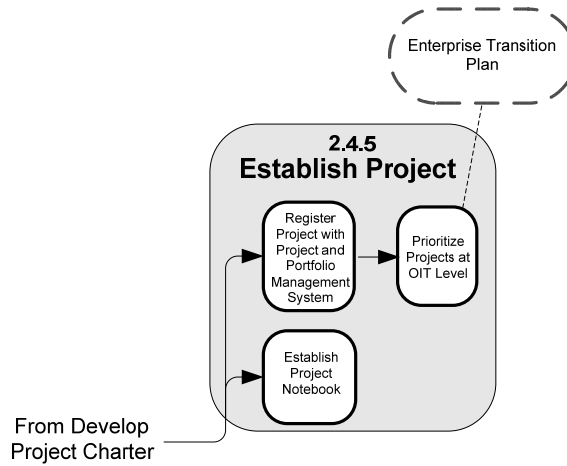 Enterprise Transition
Plan
2.4.5
Establish Project
Register
Project with
Project and
Portfolio
Management
System
Prioritize
Projects at
OIT Level
Establish
Project
Notebook
From Develop
Project Charter